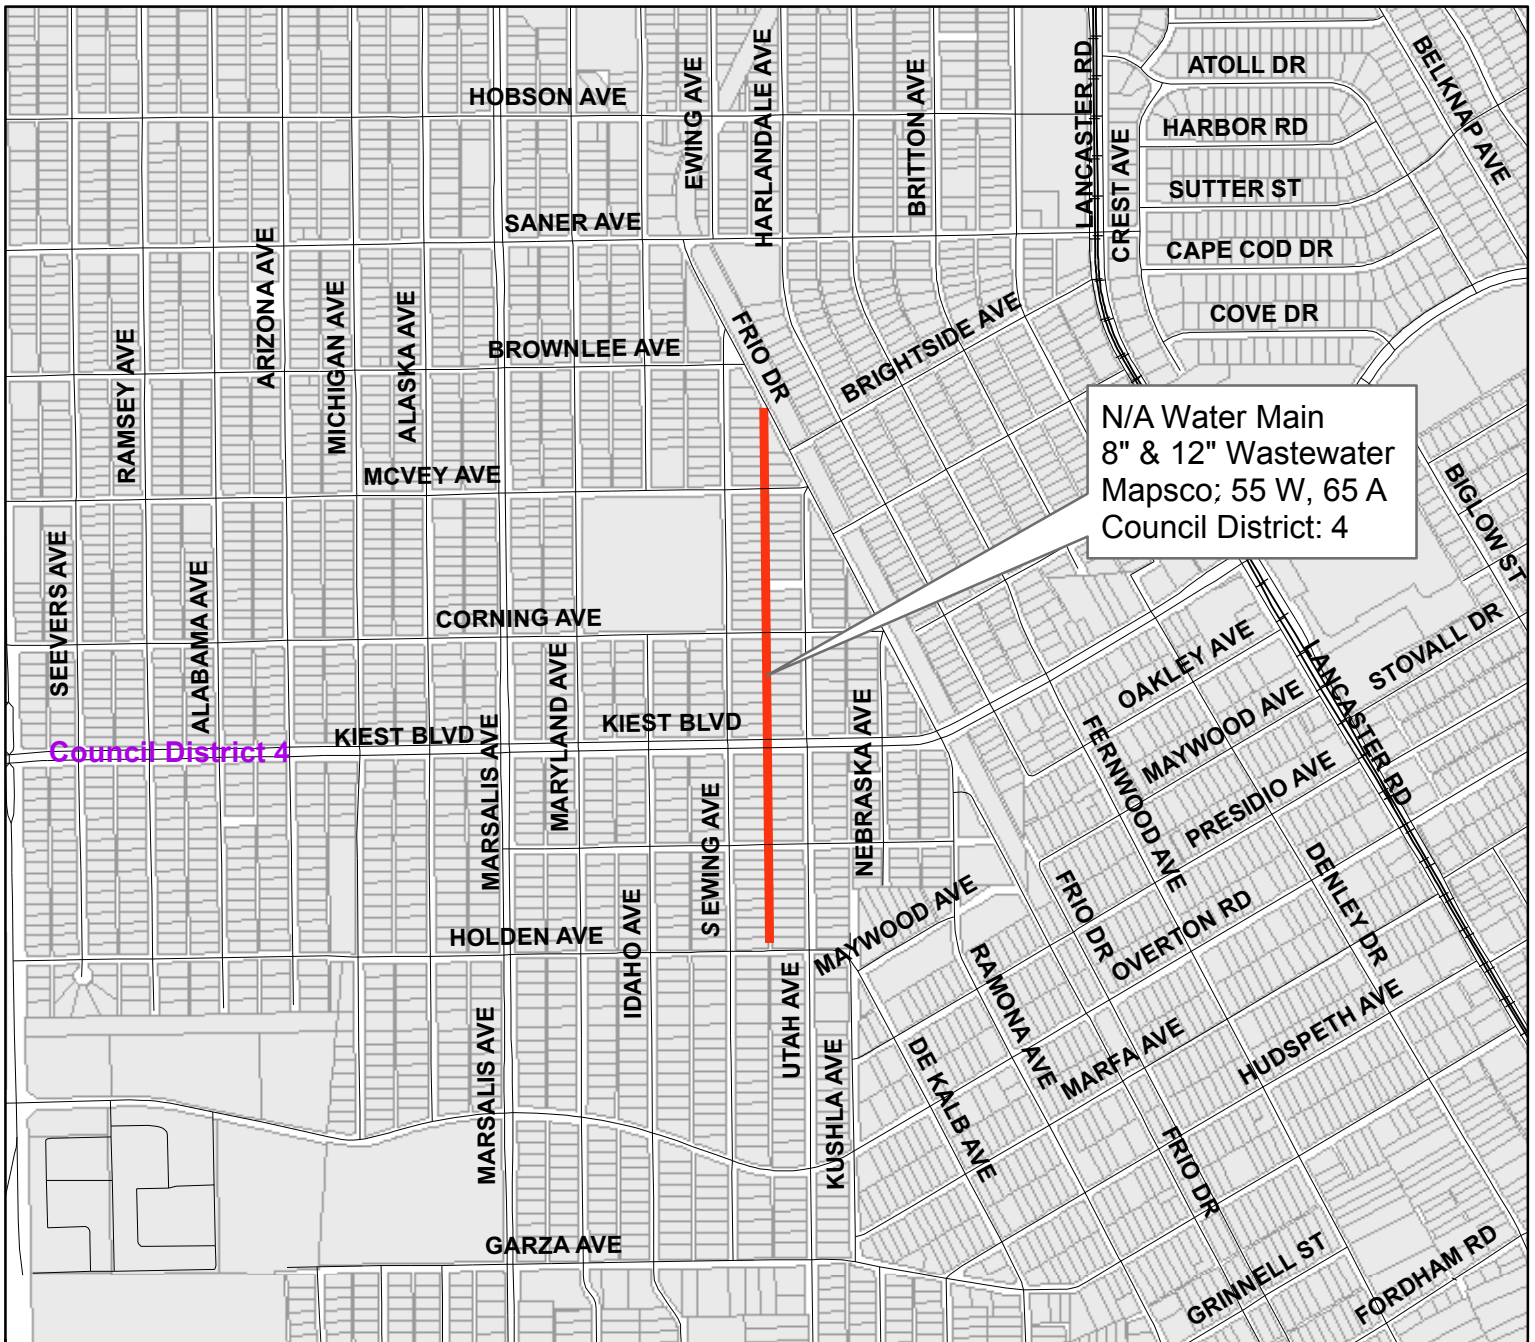 HOBSON AVE
EWING AVE
HARLANDALE AVE
BRITTON AVE
LANCASTER RD
CREST AVE
ATOLL DR
BELKNAP AVE
HARBOR RD
SUTTER ST
CAPE COD DR
COVE DR
SANER AVE
ARIZONA AVE
MICHIGAN AVE
ALASKA AVE
RAMSEY AVE
BROWNLEE AVE
FRIO DR
BRIGHTSIDE AVE
N/A Water Main
8" & 12" Wastewater
Mapsco; 55 W, 65 A
Council District: 4
MCVEY AVE
BIGLOW ST
SEEVERS AVE
ALABAMA AVE
CORNING AVE
MARYLAND AVE
OAKLEY AVE
STOVALL DR
LANCASTER RD
KIEST BLVD
KIEST BLVD
Council District 4
MARSALIS AVE
NEBRASKA AVE
FERNWOOD AVE
MAYWOOD AVE
PRESIDIO AVE
S EWING AVE
IDAHO AVE
HOLDEN AVE
MAYWOOD AVE
FRIO DR
OVERTON RD
DENLEY DR
UTAH AVE
RAMONA AVE
MARSALIS AVE
KUSHLA AVE
DE KALB AVE
MARFA AVE
HUDSPETH AVE
FRIO DR
GARZA AVE
GRINNELL ST
FORDHAM RD